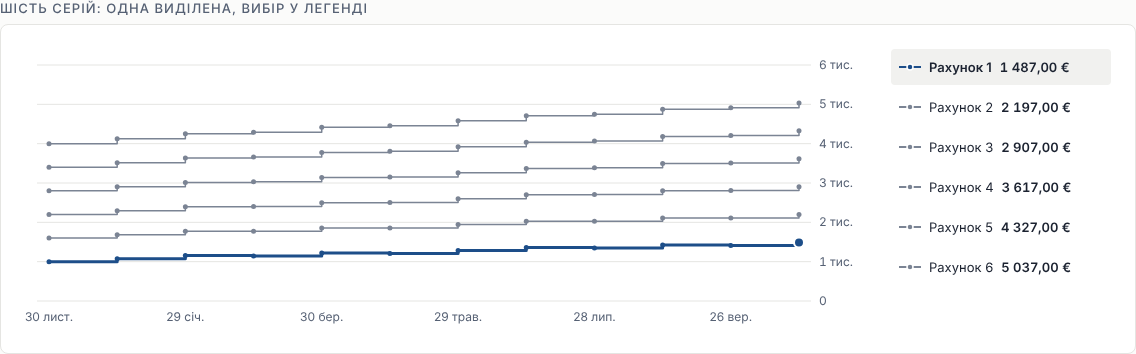 ШІСТЬ СЕРІЙ: ОДНА ВИДІЛЕНА, ВИБІР У ЛЕГЕНДІ
6 тис.
5 тис.
4 тис.
3 тис.
2 тис.
1 тис.
0
30 лист.
29 січ.
30 бер.
29 трав.
28 лип.
26 вер.
Рахунок 1 1 487,00 €
Рахунок 2 2 197,00 €
Рахунок 3 2 907,00 €
Рахунок 4 3 617,00 €
Рахунок 5 4 327,00 €
Рахунок 6 5 037,00 €